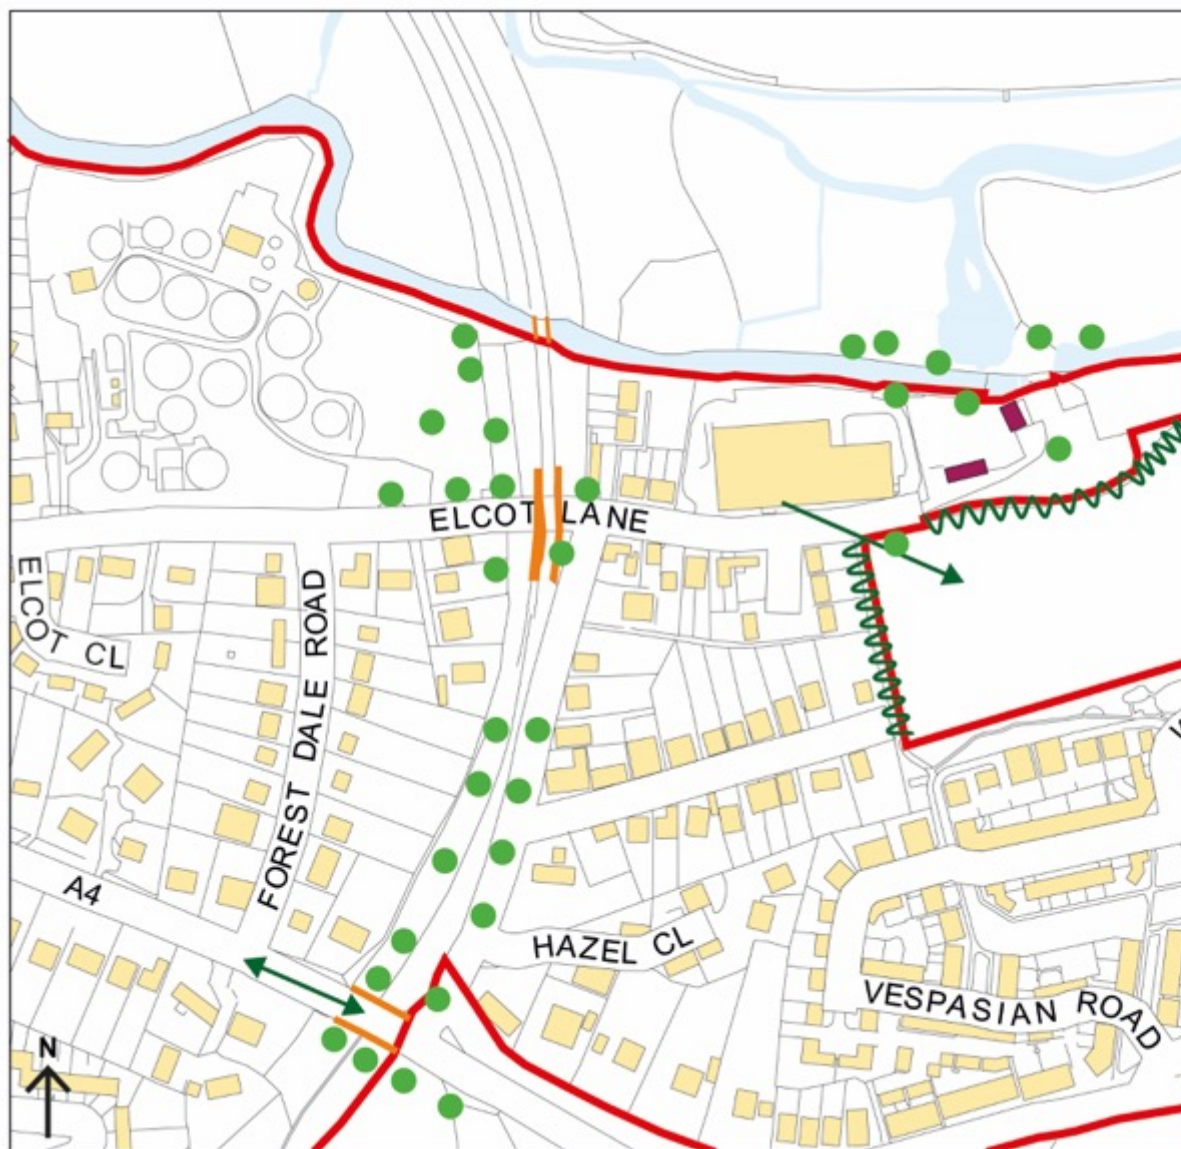 ELCOT LANE
ELCOT CL
FOREST DALE ROAD
A4
HAZEL CL
VESPASIAN ROAD
N